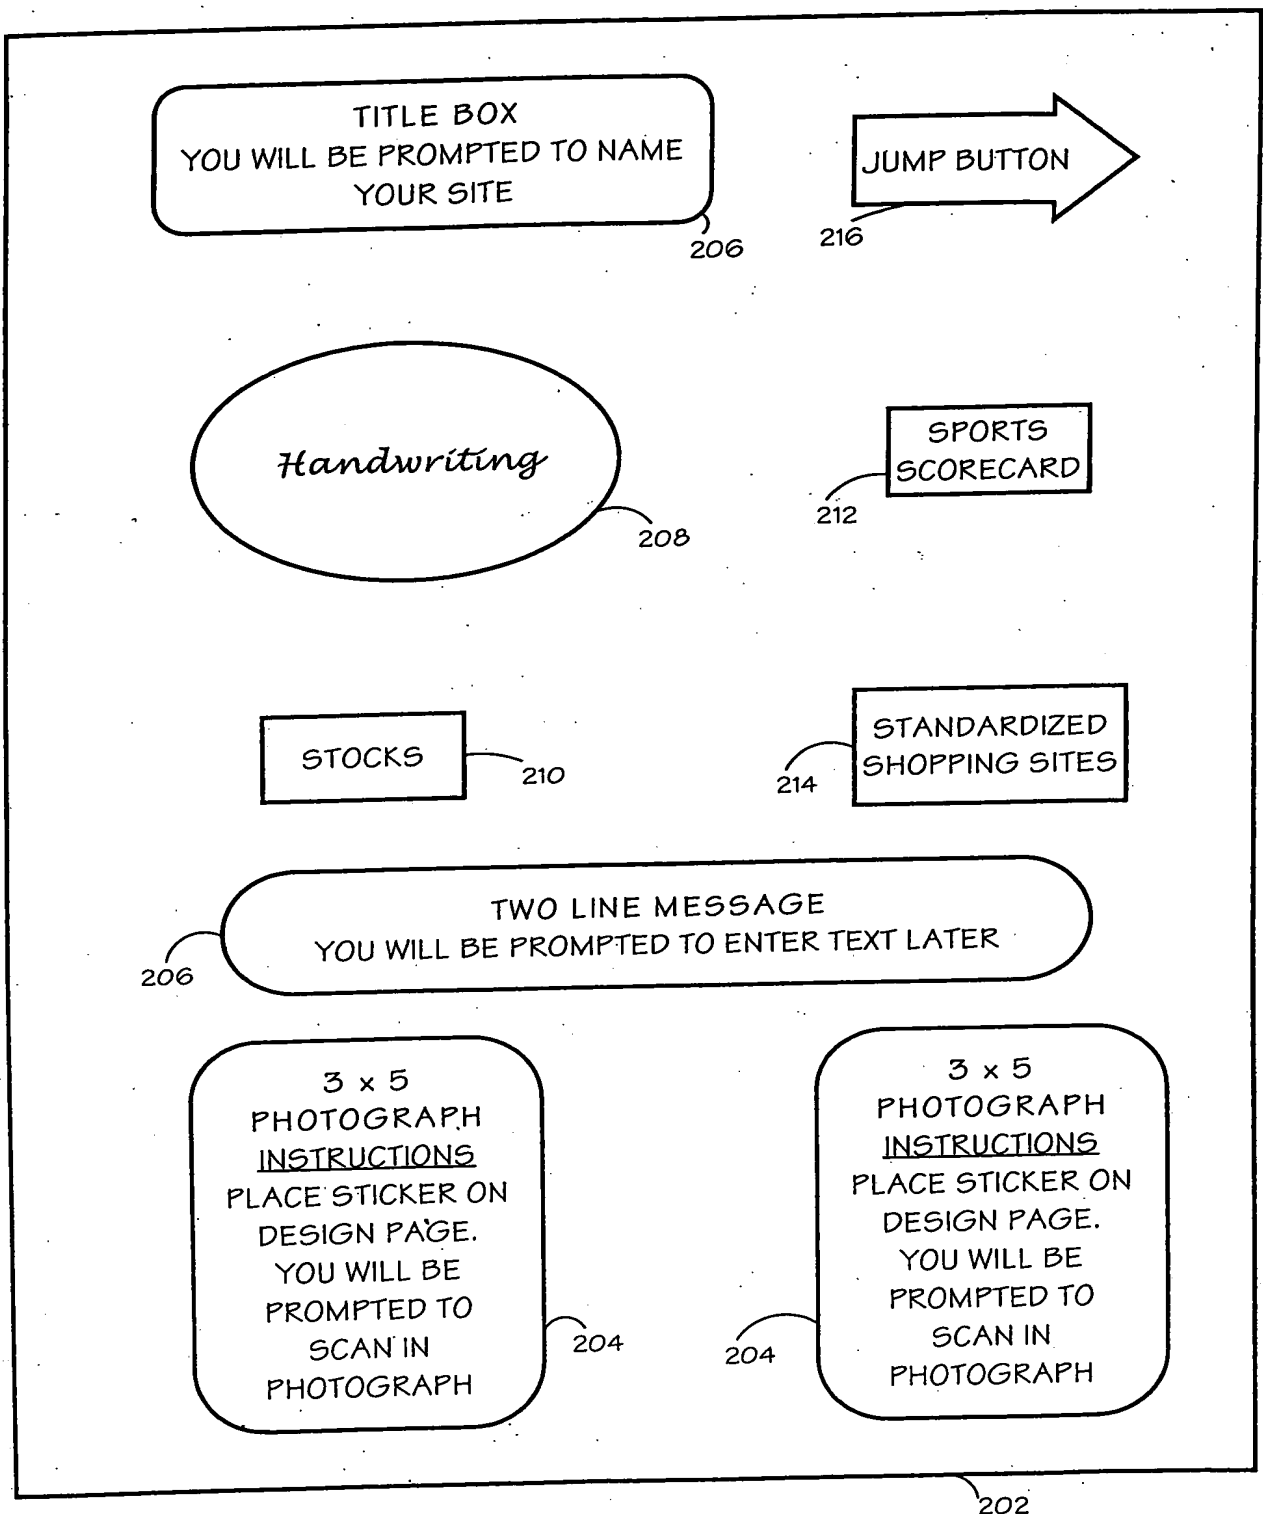 TITLE BOX
YOU WILL BE PROMPTED TO NAME
YOUR SITE
206
JUMP BUTTON
216
Handwriting
208
SPORTS
SCORECARD
212
STOCKS
210
STANDARDIZED
SHOPPING SITES
214
TWO LINE MESSAGE
YOU WILL BE PROMPTED TO ENTER TEXT LATER
206
3 x 5
PHOTOGRAPH
INSTRUCTIONS
PLACE STICKER ON
DESIGN PAGE.
YOU WILL BE
PROMPTED TO
SCAN IN
PHOTOGRAPH
204
3 x 5
PHOTOGRAPH
INSTRUCTIONS
PLACE STICKER ON
DESIGN PAGE.
YOU WILL BE
PROMPTED TO
SCAN IN
PHOTOGRAPH
204
202